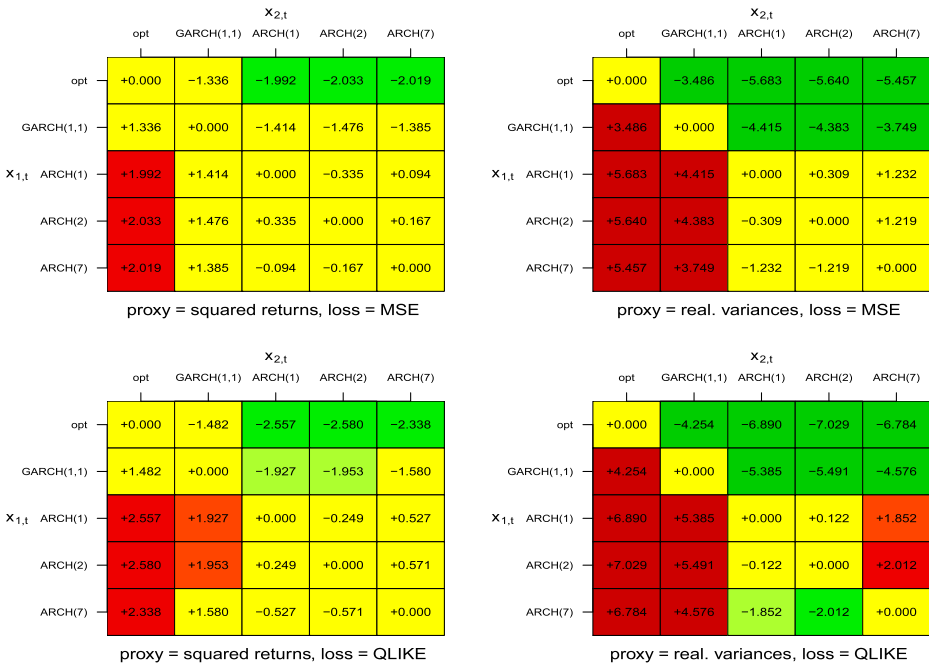 x2,t
opt GARCH(1,1) ARCH(1) ARCH(2) ARCH(7)
opt +0.000 −1.336 −1.992 −2.033 −2.019
GARCH(1,1) +1.336 +0.000 −1.414 −1.476 −1.385
x1,t ARCH(1) +1.992 +1.414 +0.000 −0.335 +0.094
ARCH(2) +2.033 +1.476 +0.335 +0.000 +0.167
ARCH(7) +2.019 +1.385 −0.094 −0.167 +0.000
proxy = squared returns, loss = MSE
x2,t
opt GARCH(1,1) ARCH(1) ARCH(2) ARCH(7)
opt +0.000 −3.486 −5.683 −5.640 −5.457
GARCH(1,1) +3.486 +0.000 −4.415 −4.383 −3.749
x1,t ARCH(1) +5.683 +4.415 +0.000 +0.309 +1.232
ARCH(2) +5.640 +4.383 −0.309 +0.000 +1.219
ARCH(7) +5.457 +3.749 −1.232 −1.219 +0.000
proxy = real. variances, loss = MSE
x2,t
opt GARCH(1,1) ARCH(1) ARCH(2) ARCH(7)
opt +0.000 −1.482 −2.557 −2.580 −2.338
GARCH(1,1) +1.482 +0.000 −1.927 −1.953 −1.580
x1,t ARCH(1) +2.557 +1.927 +0.000 −0.249 +0.527
ARCH(2) +2.580 +1.953 +0.249 +0.000 +0.571
ARCH(7) +2.338 +1.580 −0.527 −0.571 +0.000
proxy = squared returns, loss = QLIKE
x2,t
opt GARCH(1,1) ARCH(1) ARCH(2) ARCH(7)
opt +0.000 −4.254 −6.890 −7.029 −6.784
GARCH(1,1) +4.254 +0.000 −5.385 −5.491 −4.576
x1,t ARCH(1) +6.890 +5.385 +0.000 +0.122 +1.852
ARCH(2) +7.029 +5.491 −0.122 +0.000 +2.012
ARCH(7) +6.784 +4.576 −1.852 −2.012 +0.000
proxy = real. variances, loss = QLIKE